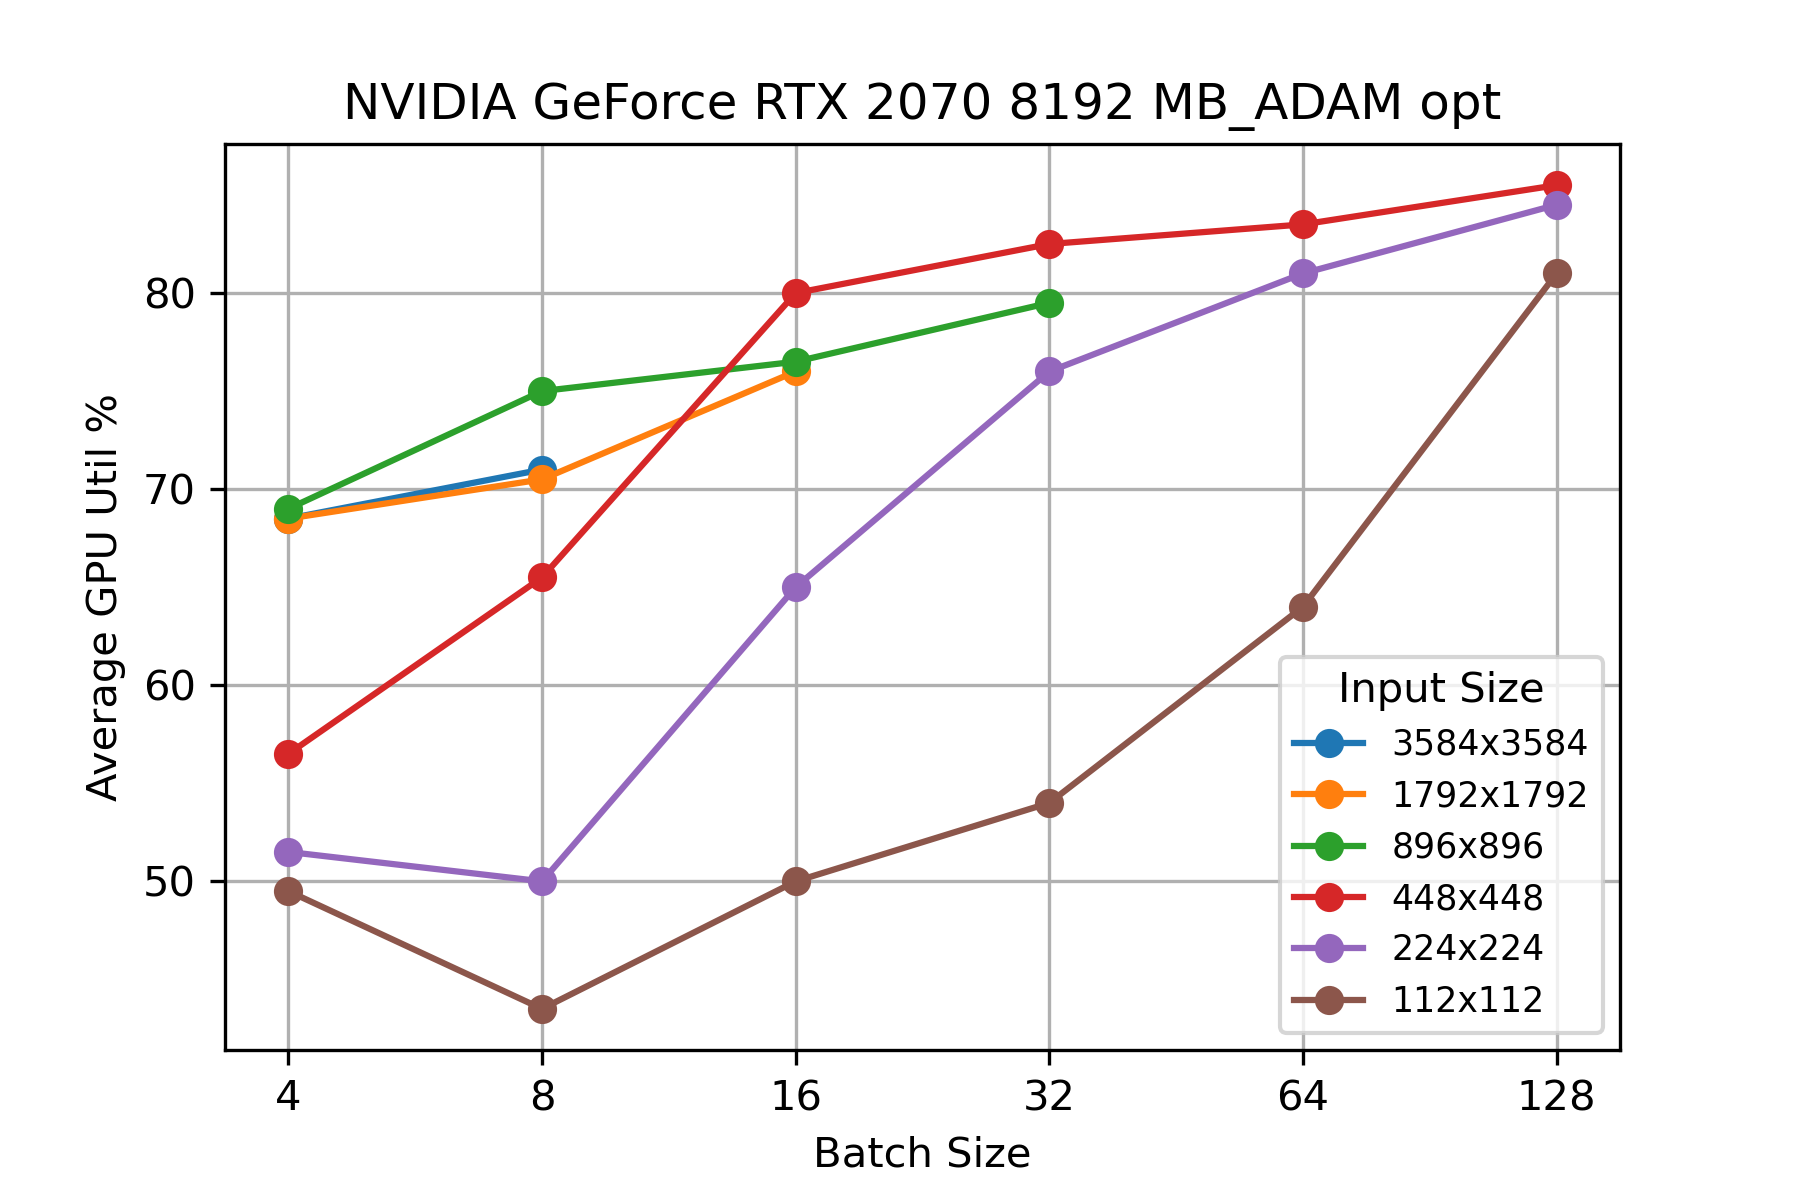 NVIDIA GeForce RTX 2070 8192 MB_ADAM opt
Average GPU Util %
80
70
60
50
Input Size
3584x3584
1792x1792
896x896
448x448
224x224
112x112
4 8 16 32 64 128
Batch Size